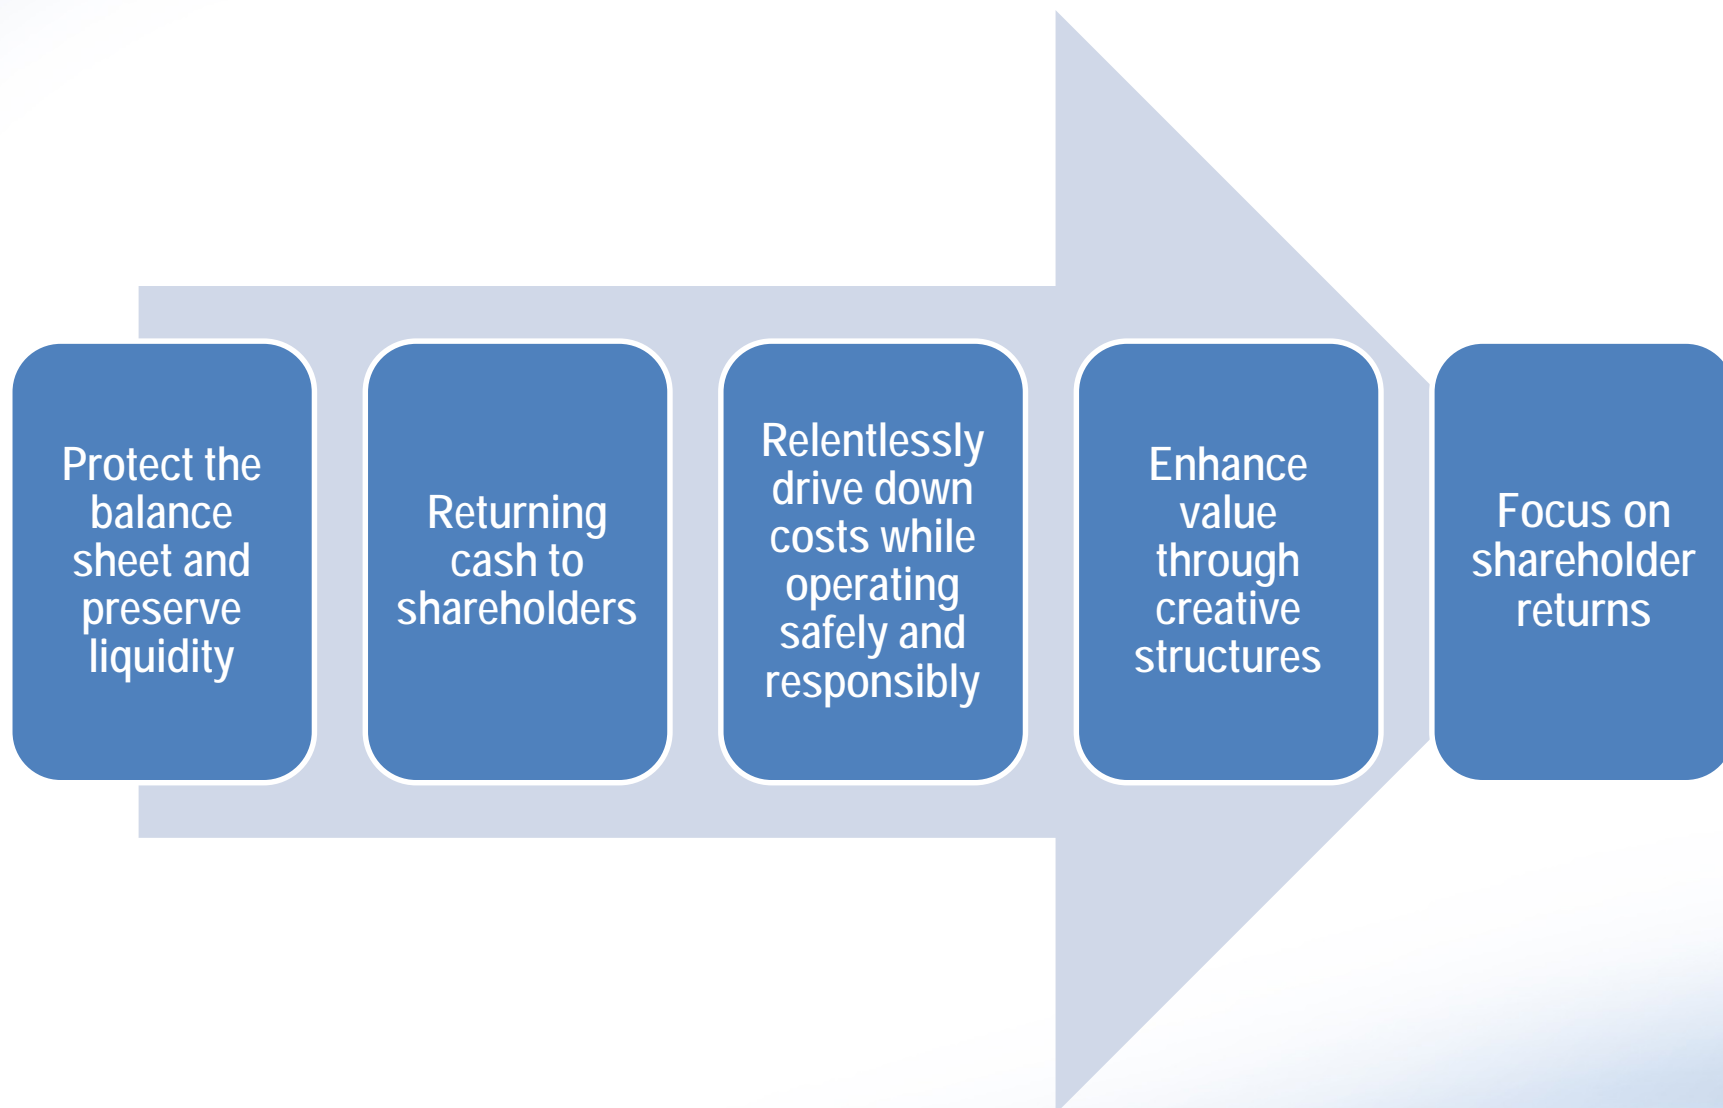 Protect the
balance
sheet and
preserve
liquidity
Returning
cash to
shareholders
Relentlessly
drive down
costs while
operating
safely and
responsibly
Enhance
value
through
creative
structures
Focus on
shareholder
returns